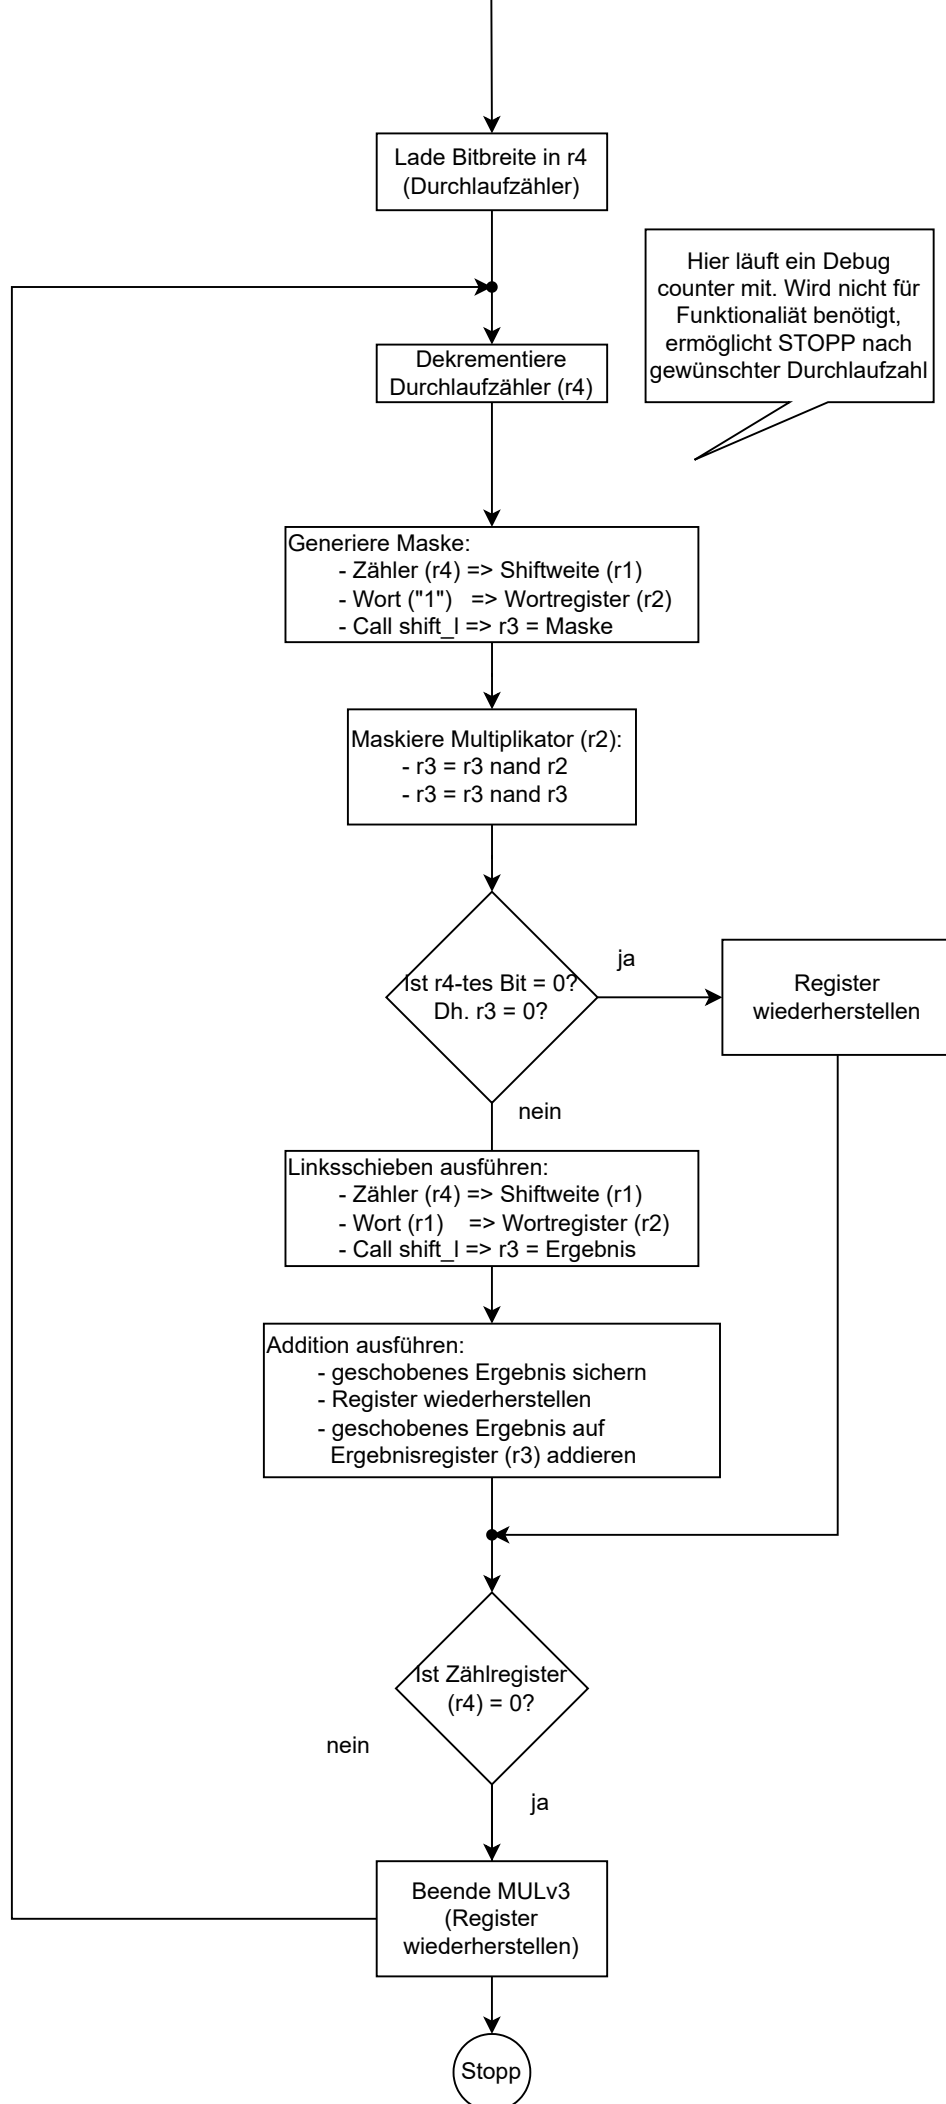 Lade Bitbreite in r4
(Durchlaufzähler)
Hier läuft ein Debug
counter mit. Wird nicht für
Funktionaliät benötigt,
ermöglicht STOPP nach
gewünschter Durchlaufzahl
Dekrementiere
Durchlaufzähler (r4)
Generiere Maske:
- Zähler (r4) => Shiftweite (r1)
- Wort ("1") => Wortregister (r2)
- Call shift_l => r3 = Maske
Maskiere Multiplikator (r2):
- r3 = r3 nand r2
- r3 = r3 nand r3
Ist r4-tes Bit = 0?
Dh. r3 = 0?
ja
Register
wiederherstellen
nein
Linksschieben ausführen:
- Zähler (r4) => Shiftweite (r1)
- Wort (r1) => Wortregister (r2)
- Call shift_l => r3 = Ergebnis
Addition ausführen:
- geschobenes Ergebnis sichern
- Register wiederherstellen
- geschobenes Ergebnis auf
Ergebnisregister (r3) addieren
Ist Zählregister
(r4) = 0?
nein
ja
Beende MULv3
(Register
wiederherstellen)
Stopp